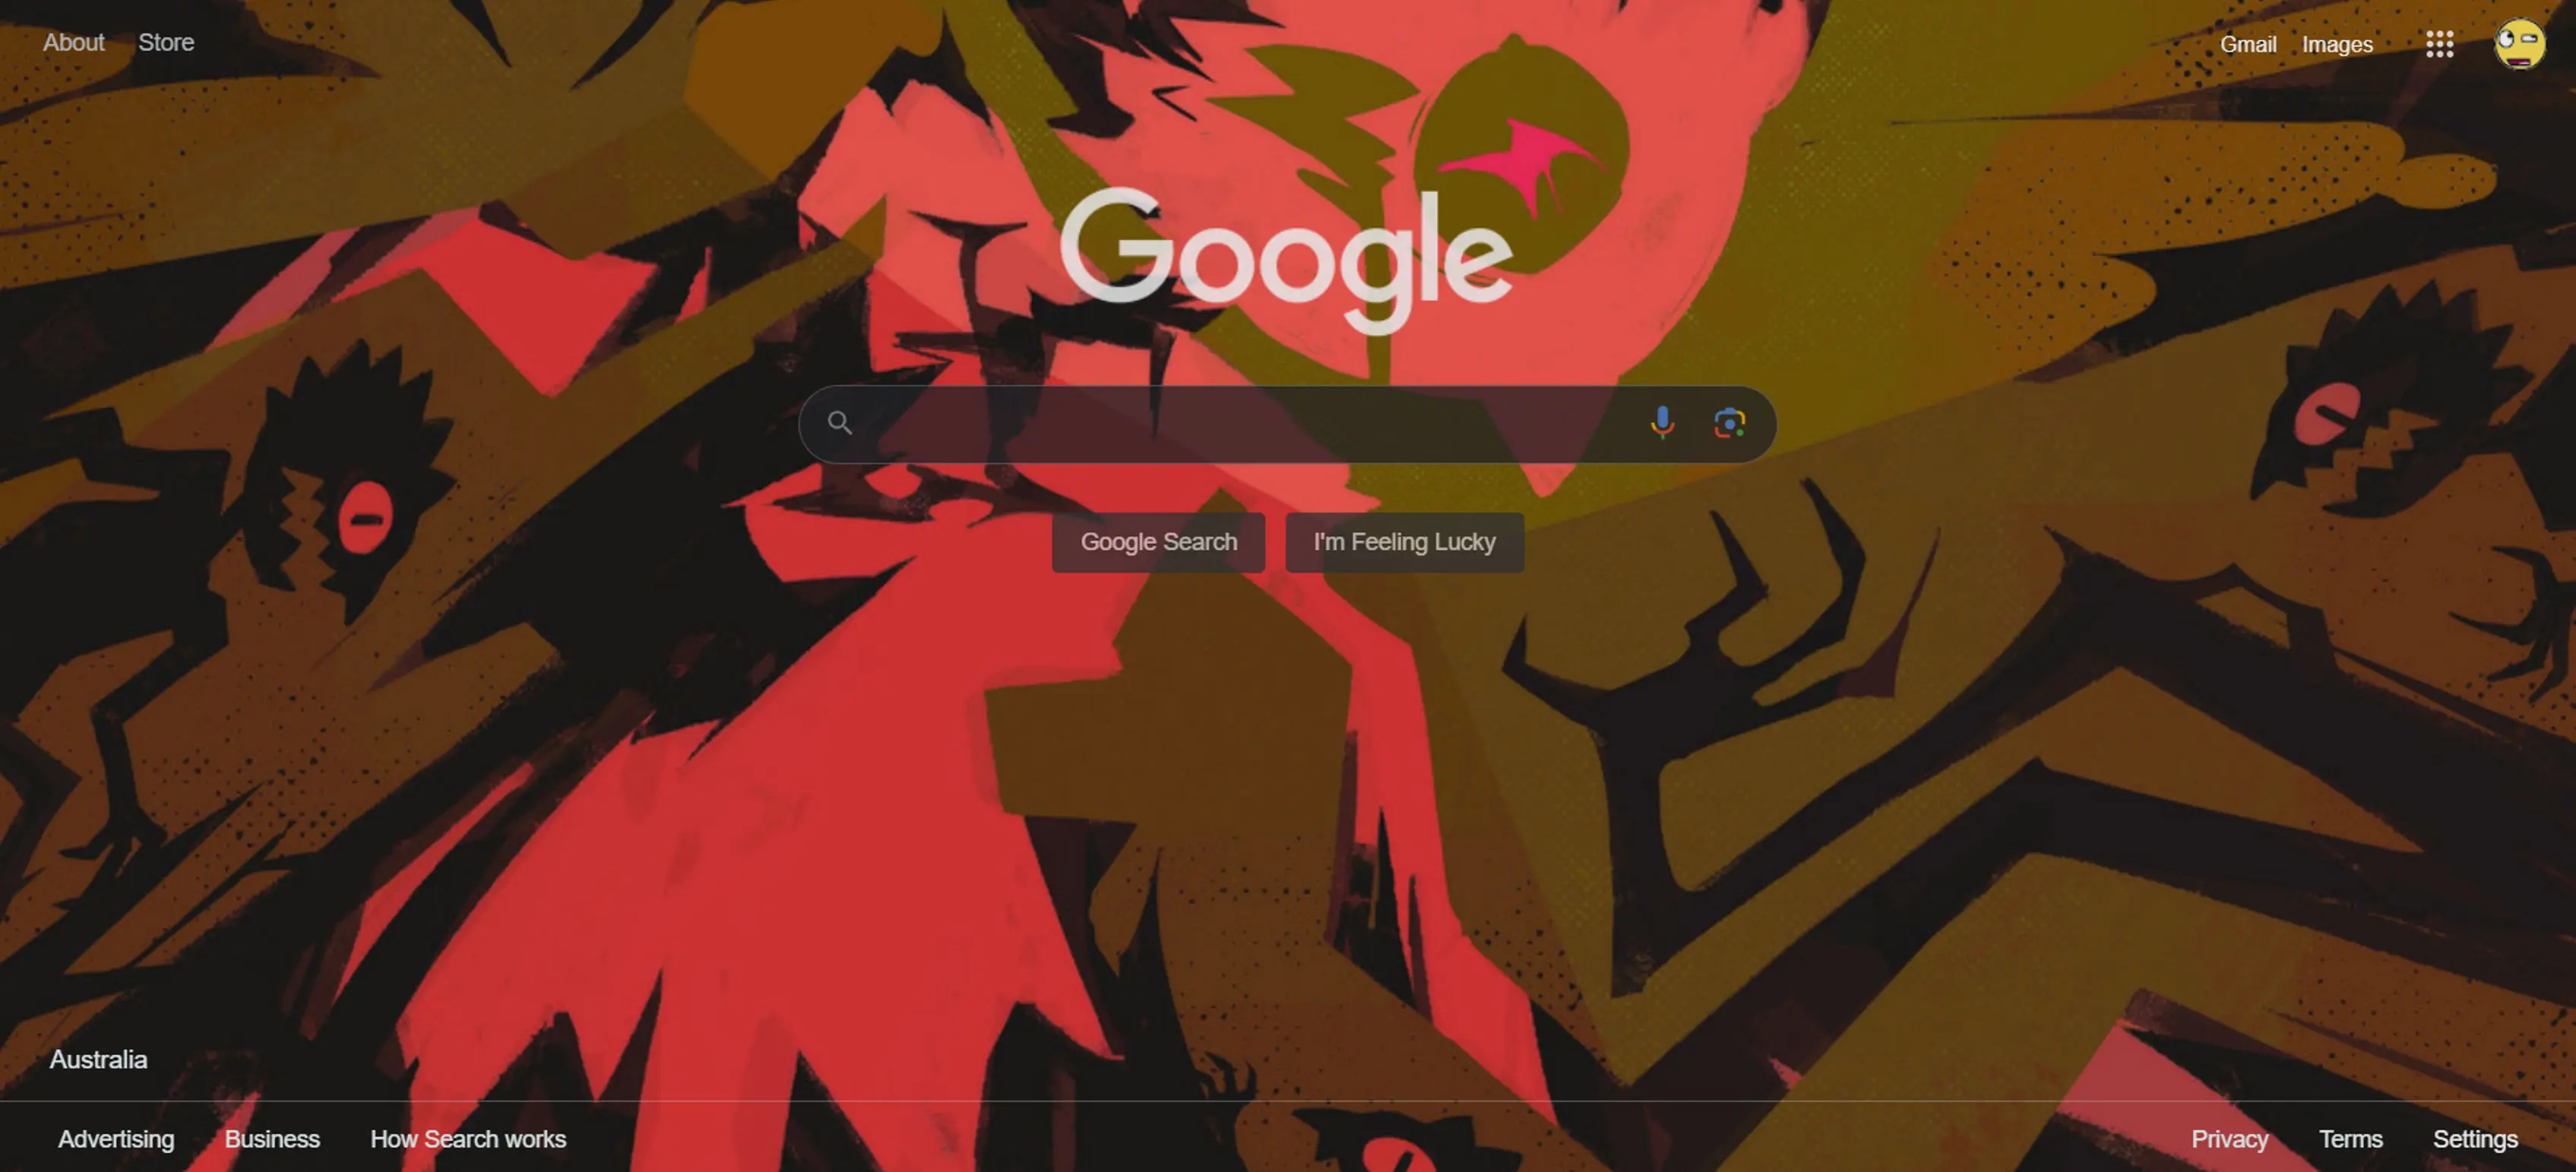 About Store
Gmail Images
Google
Google Search I'm Feeling Lucky
Australia
Advertising Business How Search works
Privacy Terms Settings